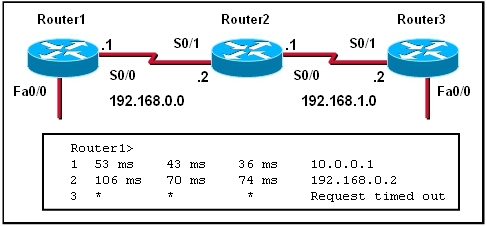 Router1
Router2
Router3
.1
S0/1
.1
S0/1
S0/0
.2
S0/0
.2
Fa0/0
192.168.0.0
192.168.1.0
Fa0/0
Router1>
1 53 ms 43 ms 36 ms 10.0.0.1
2 106 ms 70 ms 74 ms 192.168.0.2
3 * * * Request timed out